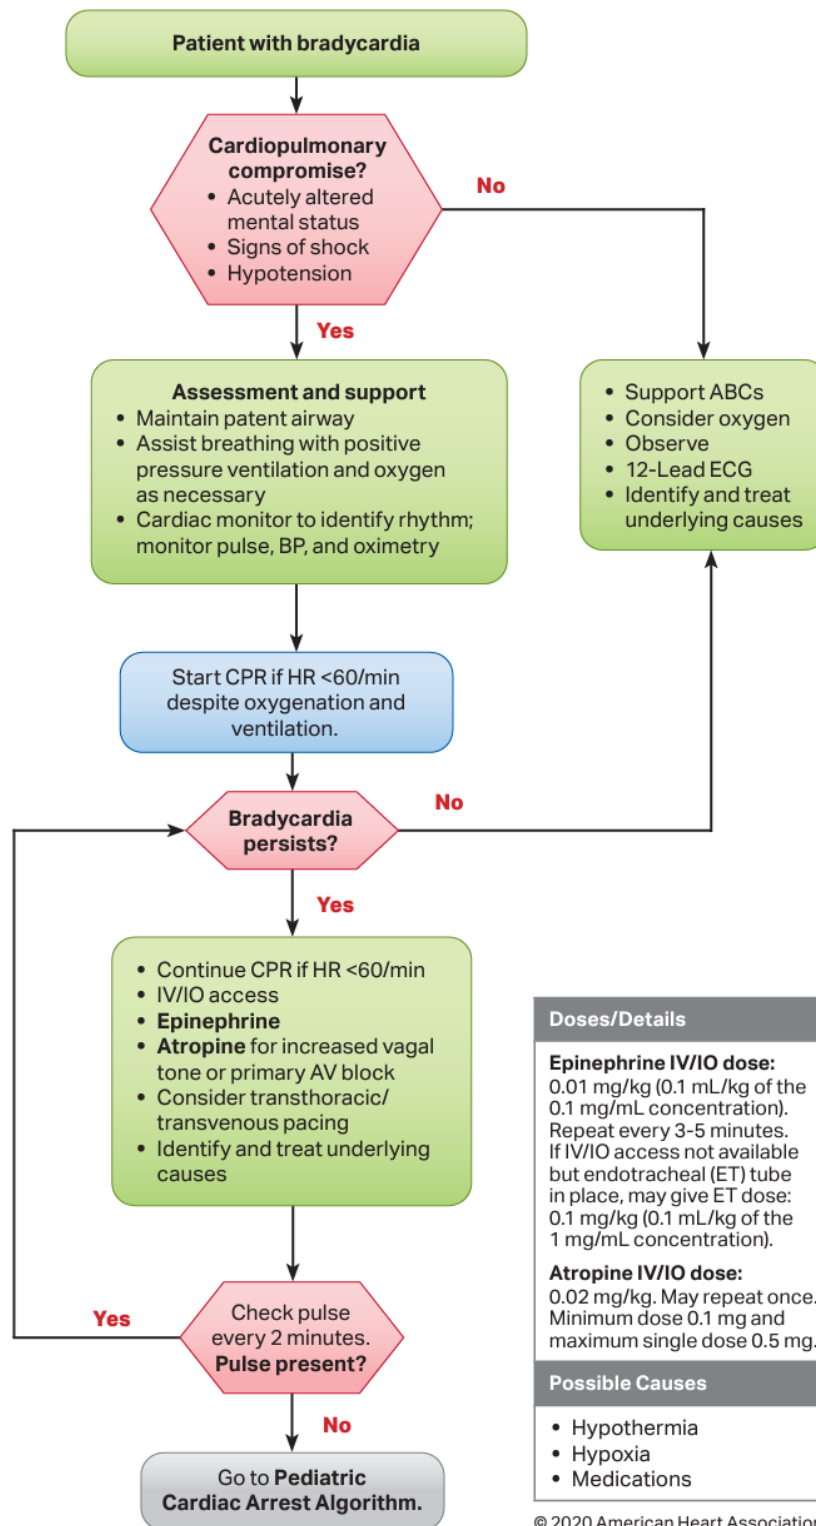 Patient with bradycardia
Cardiopulmonary
compromise?
• Acutely altered
mental status
• Signs of shock
• Hypotension
No
Yes
Assessment and support
• Maintain patent airway
• Assist breathing with positive
pressure ventilation and oxygen
as necessary
• Cardiac monitor to identify rhythm;
monitor pulse, BP, and oximetry
• Support ABCs
• Consider oxygen
• Observe
• 12-Lead ECG
• Identify and treat
underlying causes
Start CPR if HR <60/min
despite oxygenation and
ventilation.
Bradycardia
persists?
No
Yes
• Continue CPR if HR <60/min
• IV/IO access
• Epinephrine
• Atropine for increased vagal
tone or primary AV block
• Consider transthoracic/
transvenous pacing
• Identify and treat underlying
causes
Check pulse
every 2 minutes.
Pulse present?
Yes
No
Go to Pediatric
Cardiac Arrest Algorithm.
Doses/Details
Epinephrine IV/IO dose:
0.01 mg/kg (0.1 mL/kg of the
0.1 mg/mL concentration).
Repeat every 3-5 minutes.
If IV/IO access not available
but endotracheal (ET) tube
in place, may give ET dose:
0.1 mg/kg (0.1 mL/kg of the
1 mg/mL concentration).
Atropine IV/IO dose:
0.02 mg/kg. May repeat once.
Minimum dose 0.1 mg and
maximum single dose 0.5 mg.
Possible Causes
• Hypothermia
• Hypoxia
• Medications
© 2020 American Heart Association